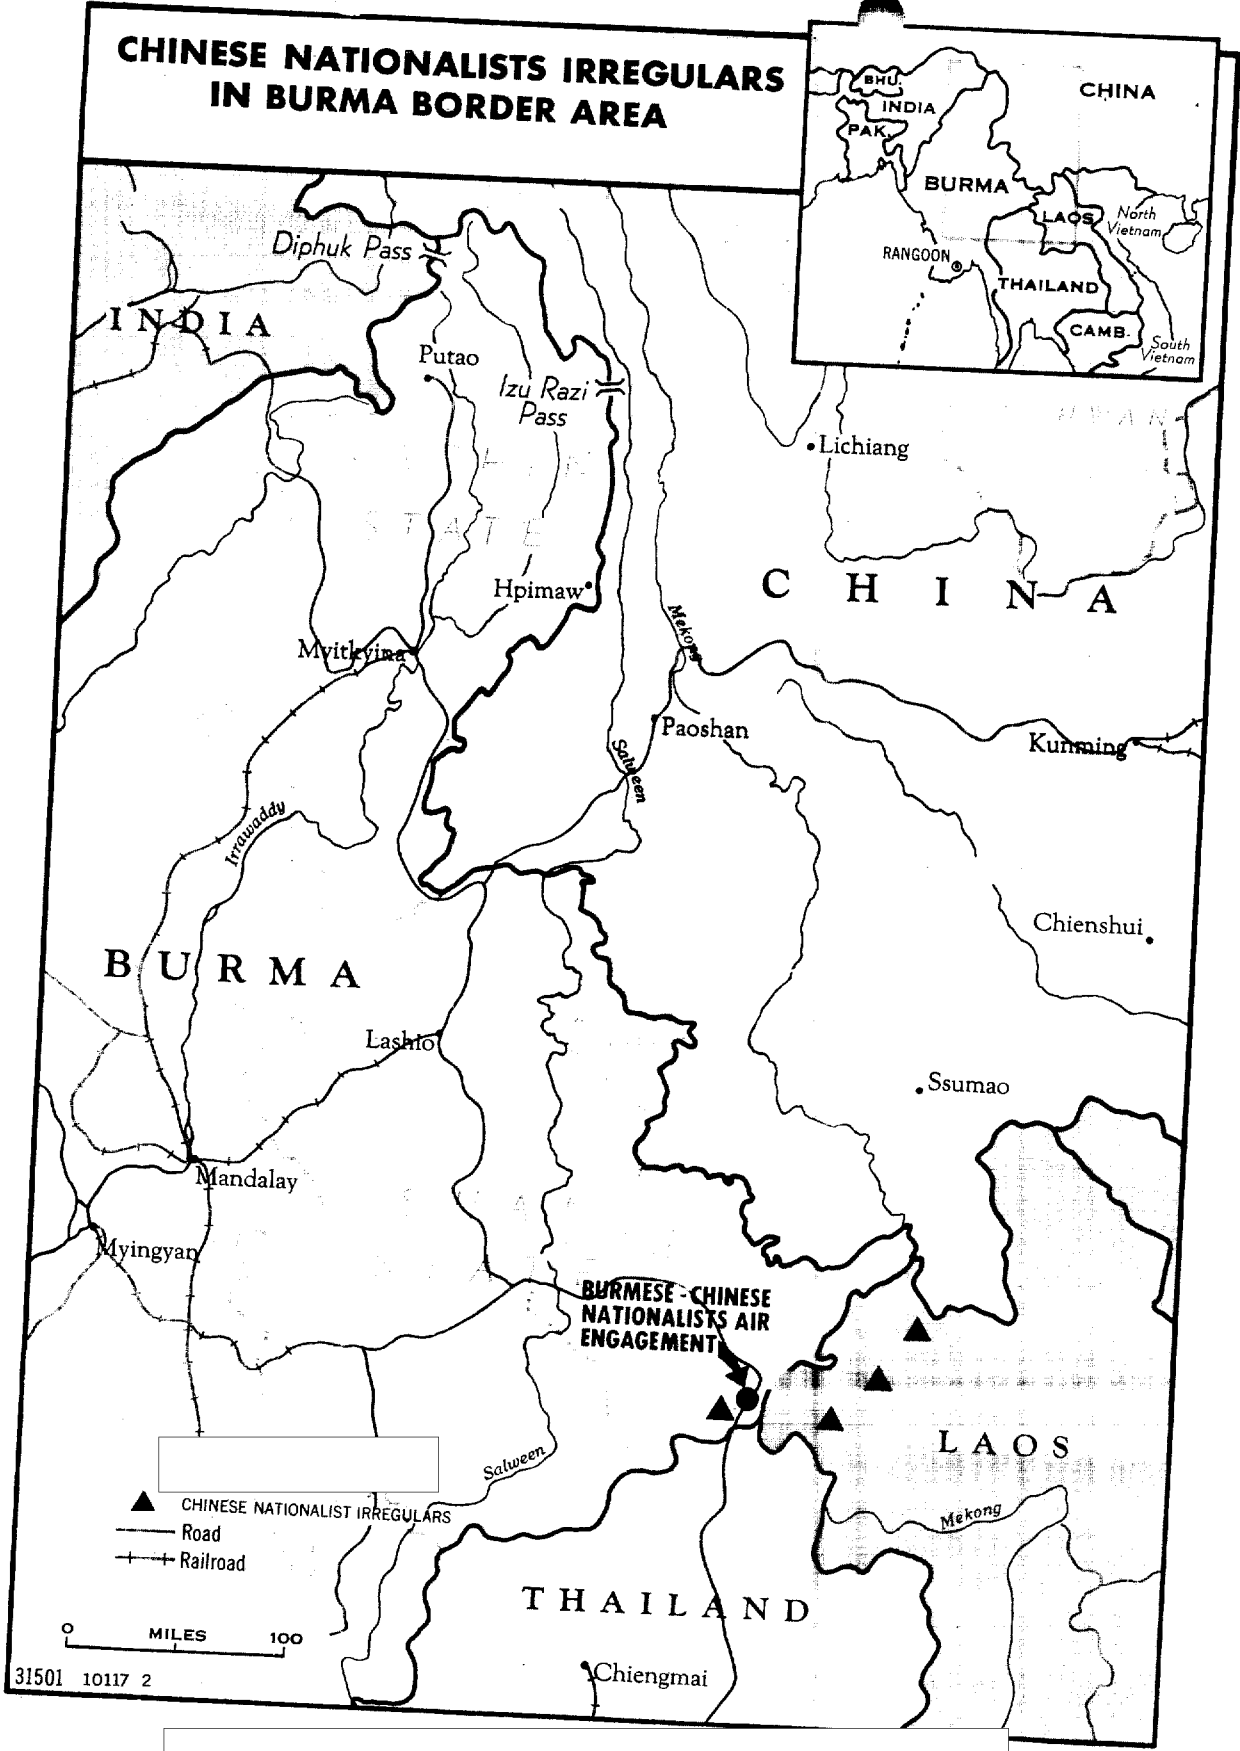 CHINESE NATIONALISTS IRREGULARS
IN BURMA BORDER AREA
BHU.
INDIA
CHINA
PAK.
BURMA
LAOS
North
Vietnam
RANGOON
THAILAND
CAMB.
South
Vietnam
Diphuk Pass
INDIA
Putao
Izu Razi
Pass
Lichiang
STATE
Hpimaw
CHINA
Mekong
Myitkyina
Paoshan
Kunming
Salween
Irrawaddy
Chienshui
BURMA
Lashio
Ssumao
Mandalay
Myingyan
BURMESE-CHINESE
NATIONALISTS AIR
ENGAGEMENT
LAOS
Salween
Mekong
CHINESE NATIONALIST IRREGULARS
Road
Railroad
THAILAND
0 MILES 100
Chiengmai
31501 10117 2